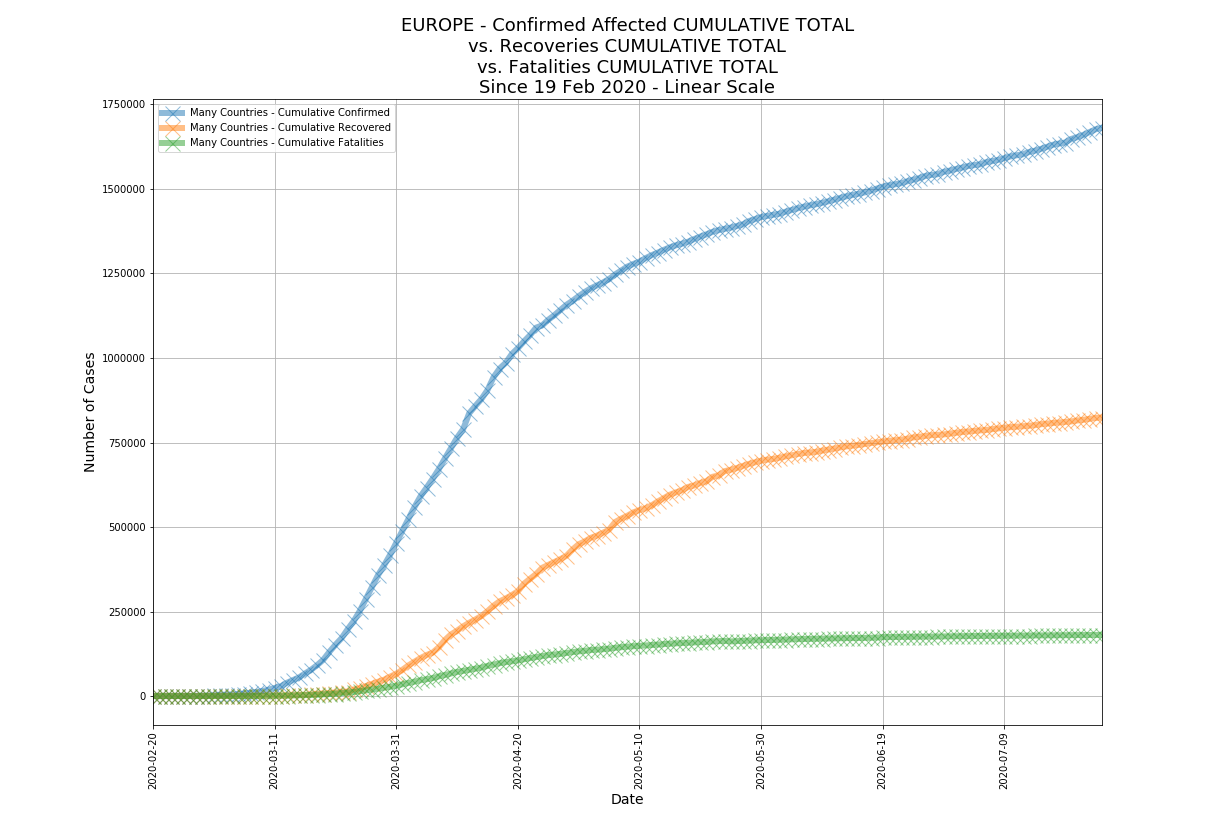 EUROPE - Confirmed Affected CUMULATIVE TOTAL
vs. Recoveries CUMULATIVE TOTAL
vs. Fatalities CUMULATIVE TOTAL
Since 19 Feb 2020 - Linear Scale
Many Countries - Cumulative Confirmed
Many Countries - Cumulative Recovered
Many Countries - Cumulative Fatalities
Number of Cases
1750000
1500000
1250000
1000000
750000
500000
250000
0
2020-02-20
2020-03-11
2020-03-31
2020-04-20
2020-05-10
2020-05-30
2020-06-19
2020-07-09
Date